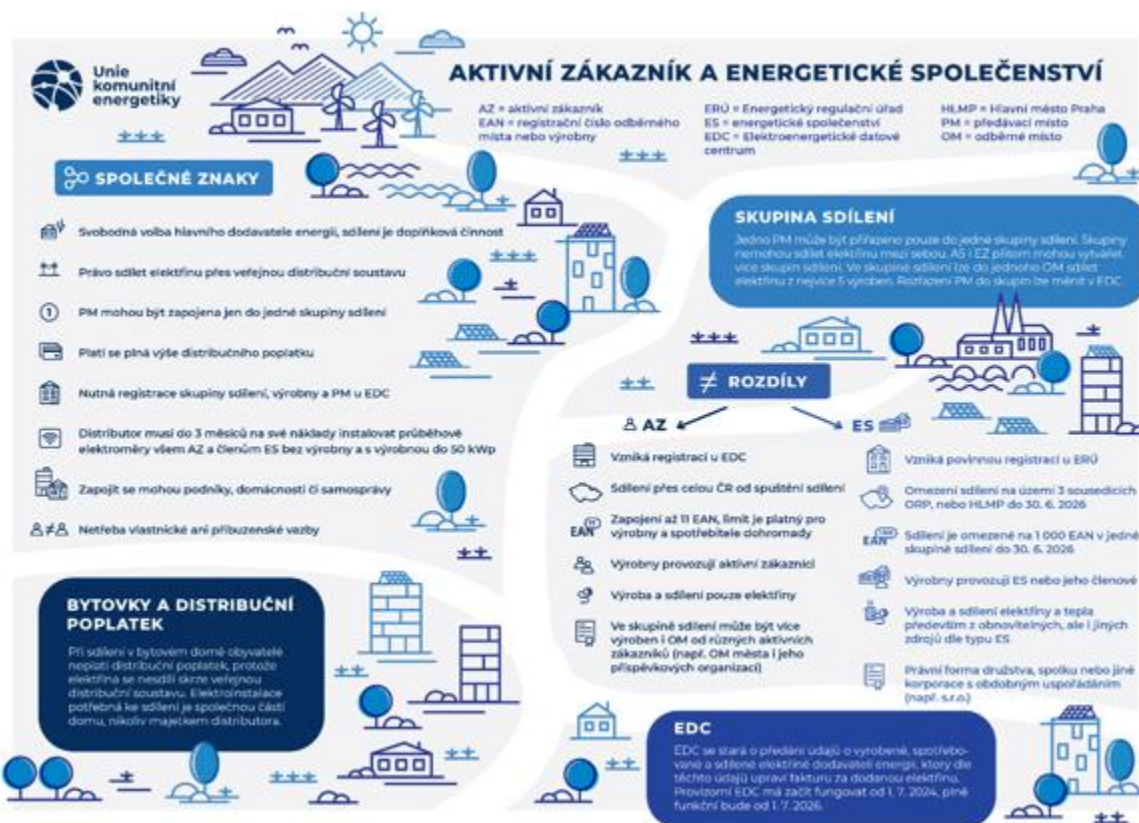 Unie
komunitní
energetiky
AKTIVNÍ ZÁKAZNÍK A ENERGETICKÉ SPOLEČENSTVÍ
AZ = aktivní zákazník
EAN = registrační číslo odběrného
místa nebo výrobny
ERÚ = Energetický regulační úřad
ES = energetické společenství
EDC = Elektroenergetické datové
centrum
HLMP = Hlavní město Praha
PM = předávací místo
OM = odběrné místo
SPOLEČNÉ ZNAKY
Svobodná volba hlavního dodavatele energií, sdílení je doplňková činnost
Právo sdílet elektřinu přes veřejnou distribuční soustavu
1
PM mohou být zapojena jen do jedné skupiny sdílení
Platí se plná výše distribučního poplatku
Nutná registrace skupiny sdílení, výrobny a PM u EDC
Distributor musí do 3 měsíců na své náklady instalovat průběhové
elektroměry všem AZ a členům ES bez výrobny a s výrobnou do 50 kWp
Zapojit se mohou podniky, domácnosti či samosprávy
Netřeba vlastnické ani příbuzenské vazby
SKUPINA SDÍLENÍ
Jedno PM může být přiřazeno pouze do jedné skupiny sdílení. Skupiny
nemohou sdílet elektřinu mezi sebou. AS i EZ přitom mohou vytvářet
více skupin sdílení. Ve skupině sdílení lze do jednoho OM sdílet
elektřinu z nejvíce 5 výroben. Rozřazení PM do skupin lze měnit v EDC.
≠ ROZDÍLY
AZ
Vzniká registrací u EDC
Sdílení přes celou ČR od spuštění sdílení
EAN
Zapojení až 11 EAN, limit je platný pro
výrobny a spotřebitele dohromady
Výrobny provozují aktivní zákazníci
Výroba a sdílení pouze elektřiny
Ve skupině sdílení může být více
výroben i OM od různých aktivních
zákazníků (např. OM města i jeho
příspěvkových organizací)
ES
Vzniká povinnou registrací u ERÚ
Omezení sdílení na území 3 sousedících
ORP, nebo HLMP do 30. 6. 2026
EAN
Sdílení je omezené na 1 000 EAN v jedné
skupině sdílení do 30. 6. 2026
Výrobny provozují ES nebo jeho členové
Výroba a sdílení elektřiny a tepla
především z obnovitelných, ale i jiných
zdrojů dle typu ES
Právní forma družstva, spolku nebo jiné
korporace s obdobným uspořádáním
(např. s.r.o.)
BYTOVKY A DISTRIBUČNÍ
POPLATEK
Při sdílení v bytovém domě obyvatelé
neplatí distribuční poplatek, protože
elektřina se nesdílí skrze veřejnou
distribuční soustavu. Elektroinstalace
potřebná ke sdílení je společnou částí
domu, nikoliv majetkem distributora.
EDC
EDC se stará o předání údajů o vyrobené, spotřebo-
vané a sdílené elektřině dodavateli energií, který dle
těchto údajů upraví fakturu za dodanou elektřinu.
Provizorní EDC má začít fungovat od 1. 7. 2024, plně
funkční bude od 1. 7. 2026.